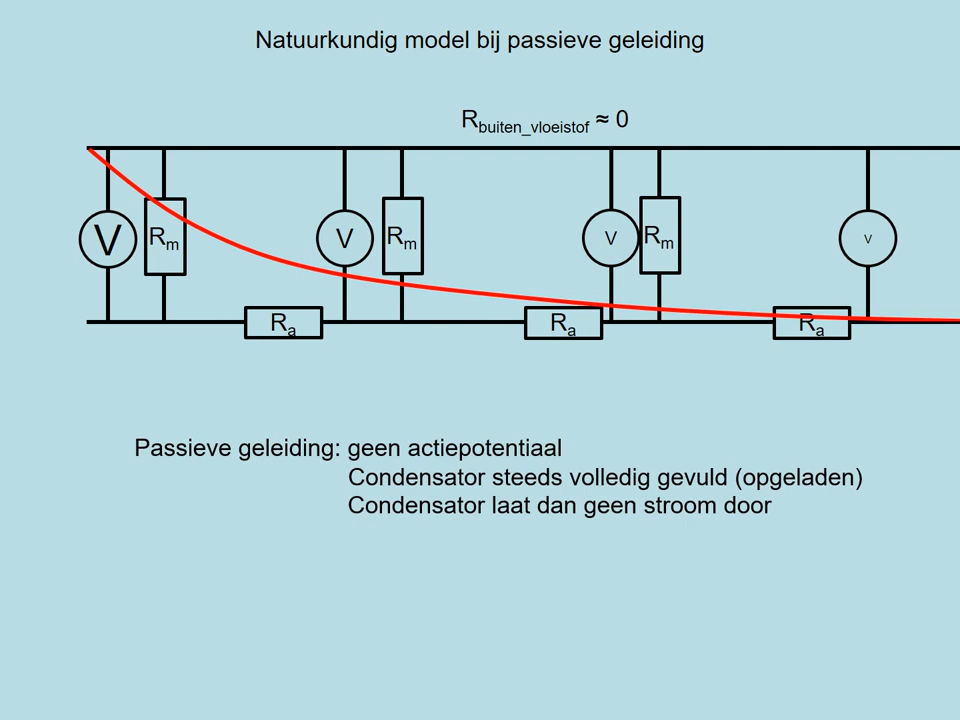 Natuurkundig model bij passieve geleiding
R buiten_vloeistof ≈ 0
V Rm V Rm V Rm V
Ra Ra Ra
Passieve geleiding: geen actiepotentiaal
Condensator steeds volledig gevuld (opgeladen)
Condensator laat dan geen stroom door